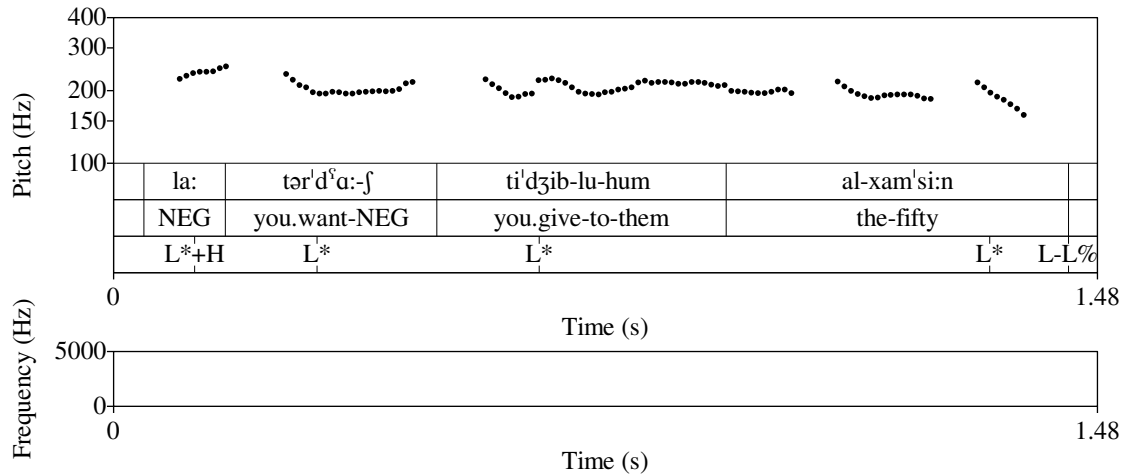 400
300
200
150
100
Pitch (Hz)
la: tərˈdˤɑ:-ʃ tiˈdʒib-lu-hum al-xamˈsi:n
NEG you.want-NEG you.give-to-them the-fifty
L*+H L* L* L* L-L%
0 1.48
Time (s)
5000
0
Frequency (Hz)
0 1.48
Time (s)